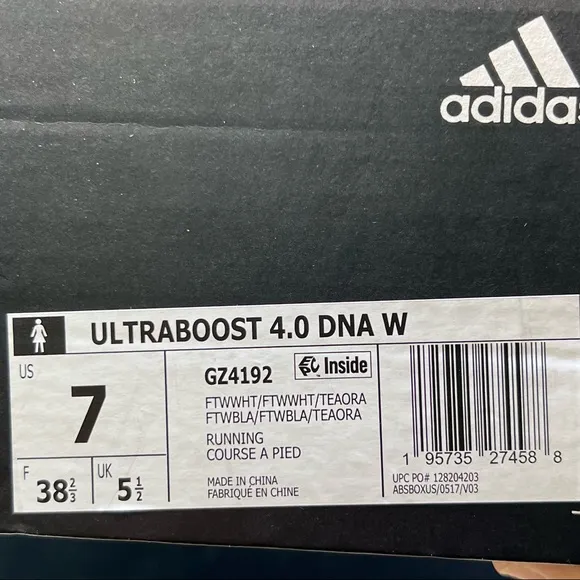 adidas
ULTRABOOST 4.0 DNA W
US
7
F
38 2/3
UK
5 1/2
GZ4192
Inside
FTWWHT/FTWWHT/TEAORA
FTWBLA/FTWBLA/TEAORA
RUNNING
COURSE A PIED
MADE IN CHINA
FABRIQUÉ EN CHINE
1 95735 27458 8
UPC PO# 128204203
ABSBOXUS/0517/V03